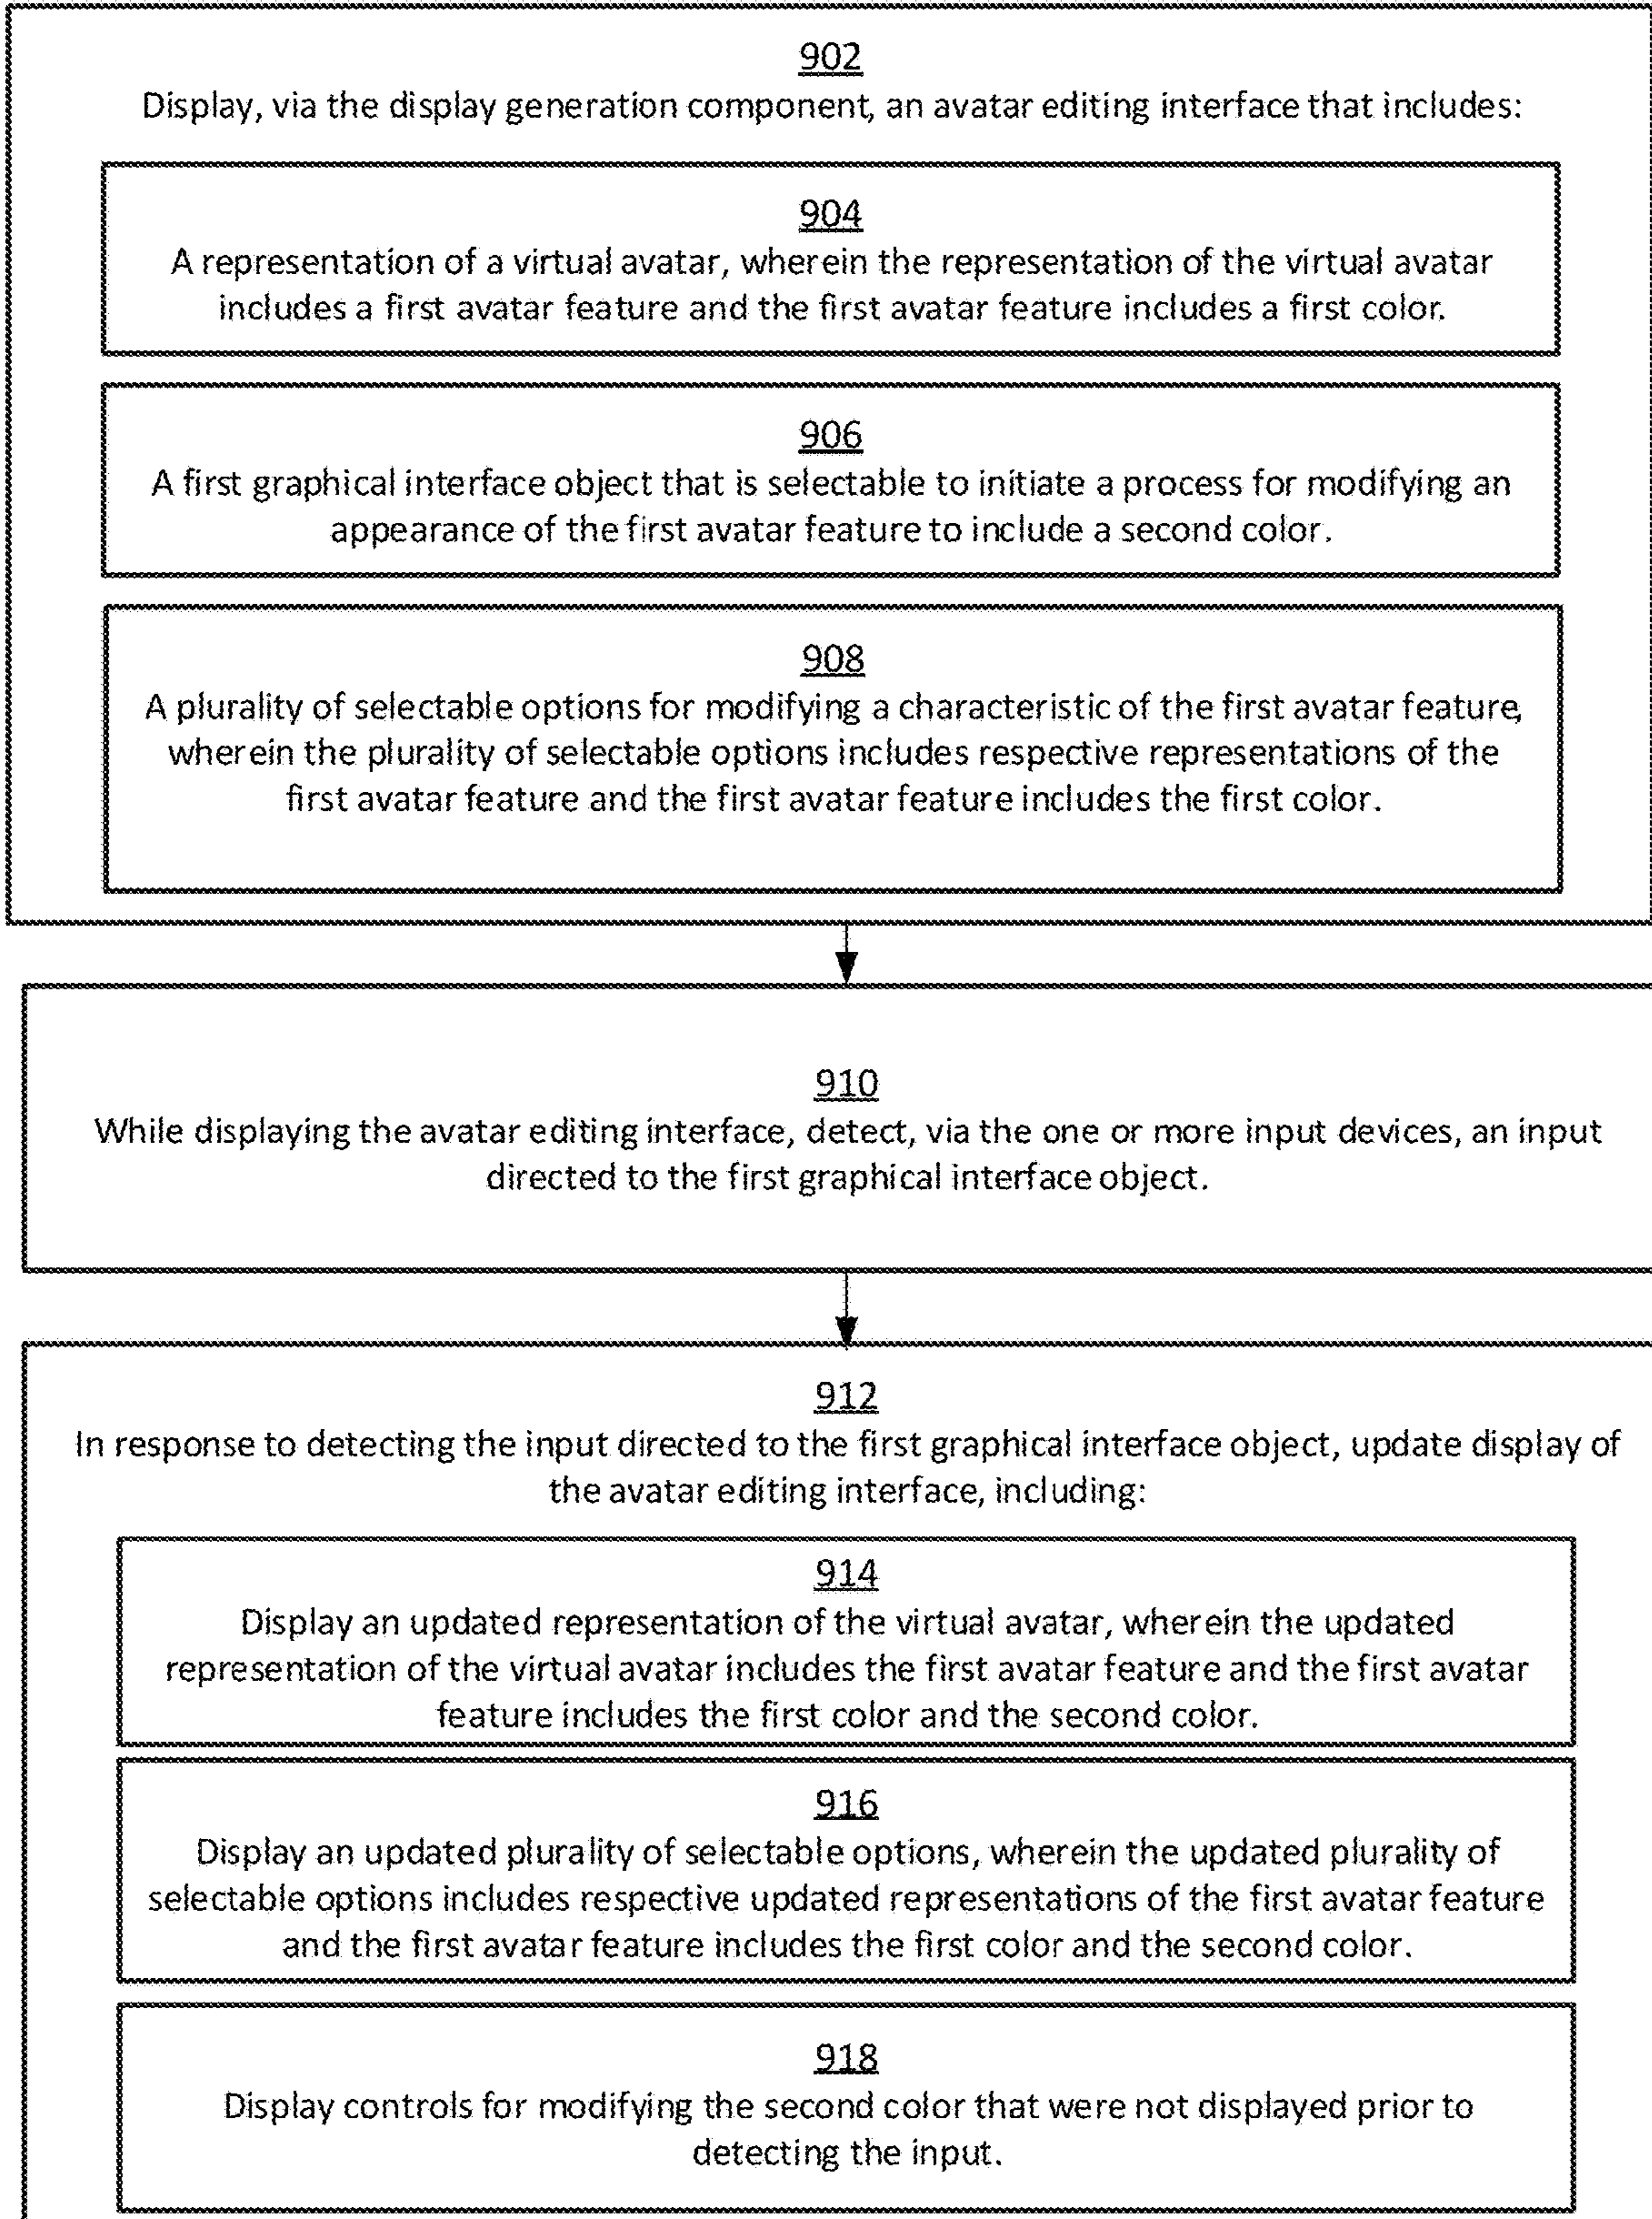 902
Display, via the display generation component, an avatar editing interface that includes:
904
A representation of a virtual avatar, wherein the representation of the virtual avatar
includes a first avatar feature and the first avatar feature includes a first color.
906
A first graphical interface object that is selectable to initiate a process for modifying an
appearance of the first avatar feature to include a second color.
908
A plurality of selectable options for modifying a characteristic of the first avatar feature,
wherein the plurality of selectable options includes respective representations of the
first avatar feature and the first avatar feature includes the first color.
910
While displaying the avatar editing interface, detect, via the one or more input devices, an input
directed to the first graphical interface object.
912
In response to detecting the input directed to the first graphical interface object, update display of
the avatar editing interface, including:
914
Display an updated representation of the virtual avatar, wherein the updated
representation of the virtual avatar includes the first avatar feature and the first avatar
feature includes the first color and the second color.
916
Display an updated plurality of selectable options, wherein the updated plurality of
selectable options includes respective updated representations of the first avatar feature
and the first avatar feature includes the first color and the second color.
918
Display controls for modifying the second color that were not displayed prior to
detecting the input.